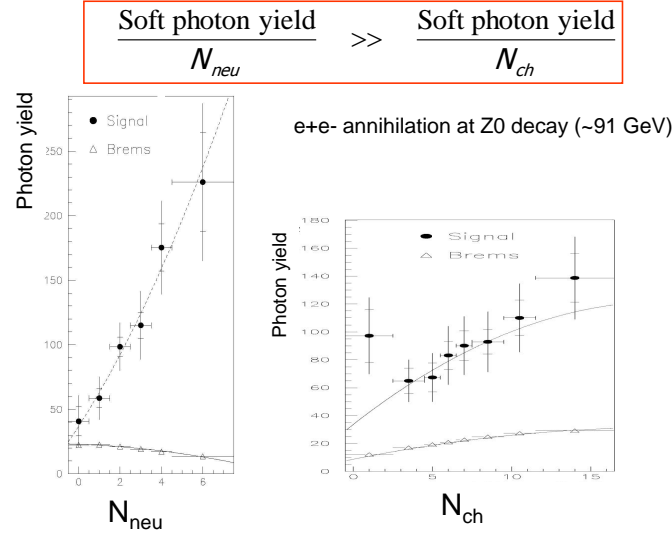 Soft photon yield / N_neu >> Soft photon yield / N_ch
Photon yield
Signal
Brems
250
200
150
100
50
0
0 2 4 6
N_neu
e+e- annihilation at Z0 decay (~91 GeV)
Photon yield
Signal
Brems
180
160
140
120
100
80
60
40
20
0
0 5 10 15
N_ch